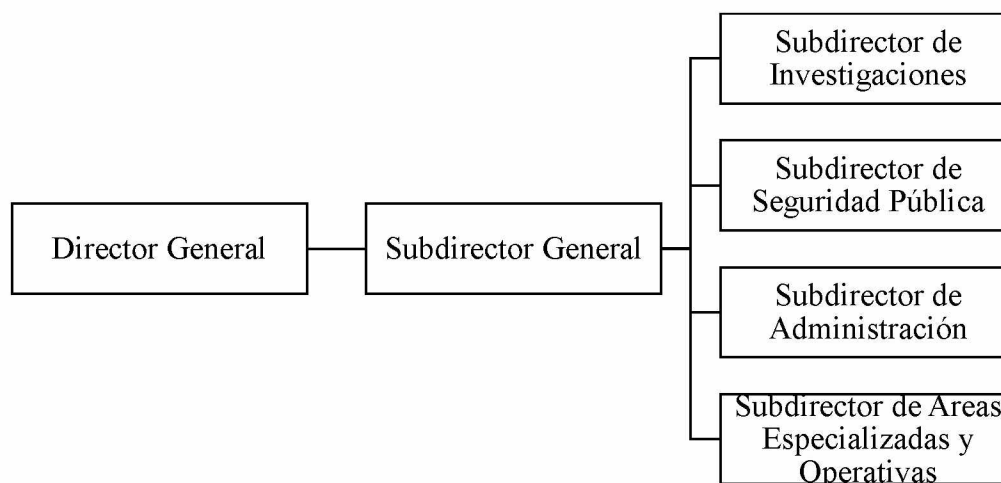 Director General
Subdirector General
Subdirector de
Investigaciones
Subdirector de
Seguridad Pública
Subdirector de
Administración
Subdirector de Areas
Especializadas y
Operativas